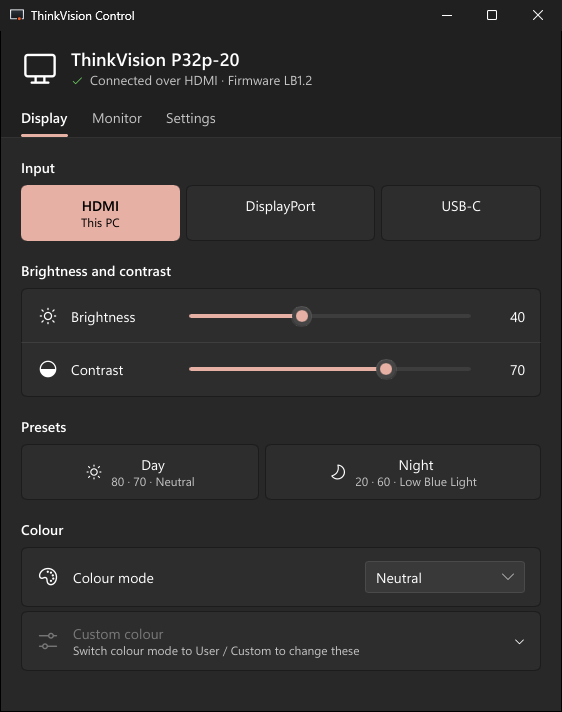 ThinkVision Control
ThinkVision P32p-20
Connected over HDMI · Firmware LB1.2
Display Monitor Settings
Input
HDMI
This PC
DisplayPort
USB-C
Brightness and contrast
Brightness 40
Contrast 70
Presets
Day
80 · 70 · Neutral
Night
20 · 60 · Low Blue Light
Colour
Colour mode Neutral
Custom colour
Switch colour mode to User / Custom to change these